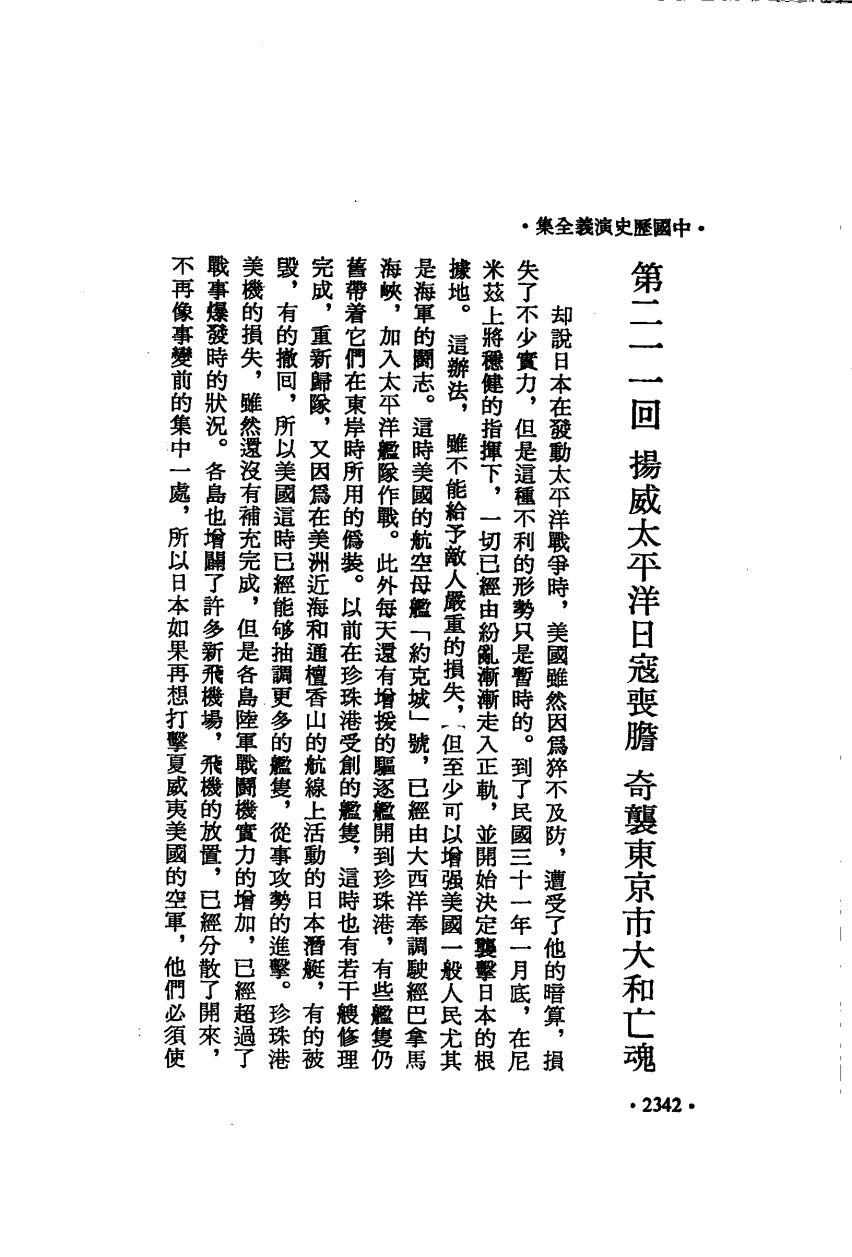 ·中國歷史演義全集·
第二一一回 揚威太平洋日寇喪膽 奇襲東京市大和亡魂
却說日本在發動太平洋戰爭時，美國雖然因爲猝不及防，遭受了他的暗算，損
失了不少實力，但是這種不利的形勢只是暫時的。到了民國三十一年一月底，在尼
米茲上將穩健的指揮下，一切已經由紛亂漸漸走入正軌，並開始決定襲擊日本的根
據地。這辦法，雖不能給予敵人嚴重的損失，但至少可以增强美國一般人民尤其
是海軍的鬪志。這時美國的航空母艦「約克城」號，已經由大西洋奉調駛經巴拿馬
海峽，加入太平洋艦隊作戰。此外每天還有增援的驅逐艦開到珍珠港，有些艦隻仍
舊帶着它們在東岸時所用的僞裝。以前在珍珠港受創的艦隻，這時也有若干艘修理
完成，重新歸隊，又因爲在美洲近海和通檀香山的航線上活動的日本潛艇，有的被
毁，有的撤回，所以美國這時已經能够抽調更多的艦隻，從事攻勢的進擊。珍珠港
美機的損失，雖然還沒有補充完成，但是各島陸軍戰鬪機實力的增加，已經超過了
戰事爆發時的狀況。各島也增闢了許多新飛機場，飛機的放置，已經分散了開來，
不再像事變前的集中一處，所以日本如果再想打擊夏威夷美國的空軍，他們必須使
·2342·